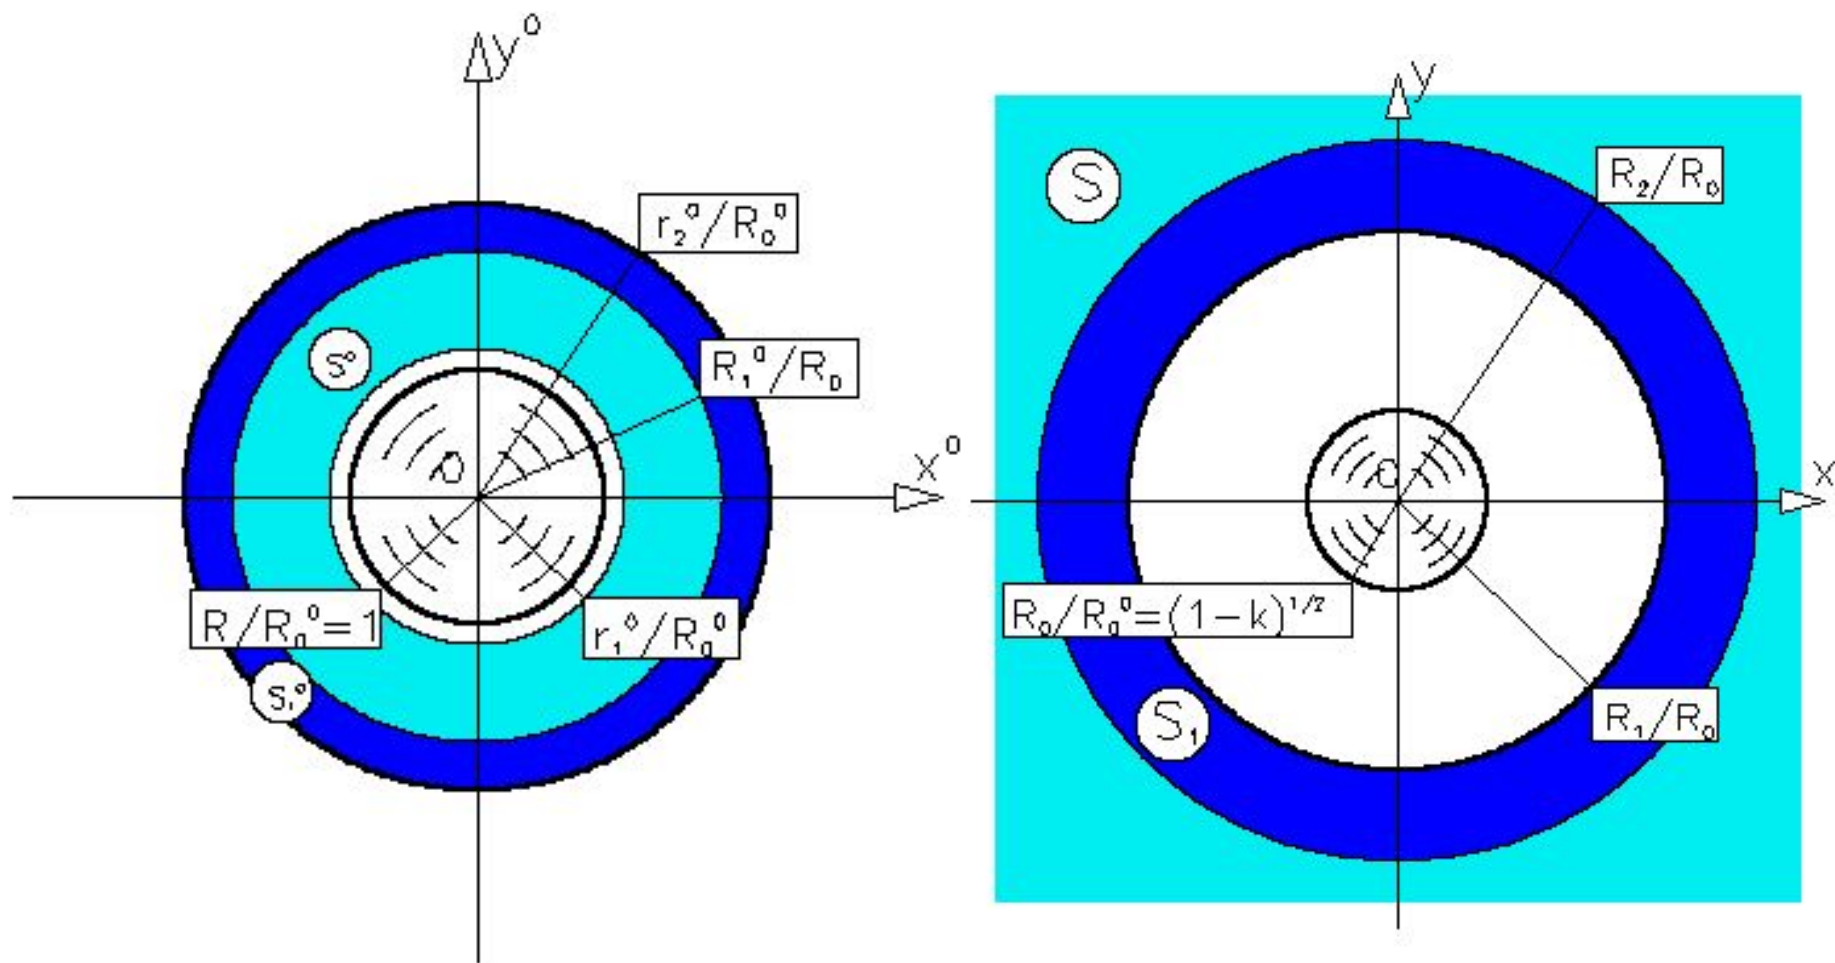 y⁰
r₂⁰/R₀⁰
R₁⁰/R₀
S⁰
x⁰
R/R₀⁰=1
r₁⁰/R₀⁰
S₁⁰
y
S
R₂/R₀
x
R₀/R₀⁰=(1-k)^1/2
S₁
R₁/R₀